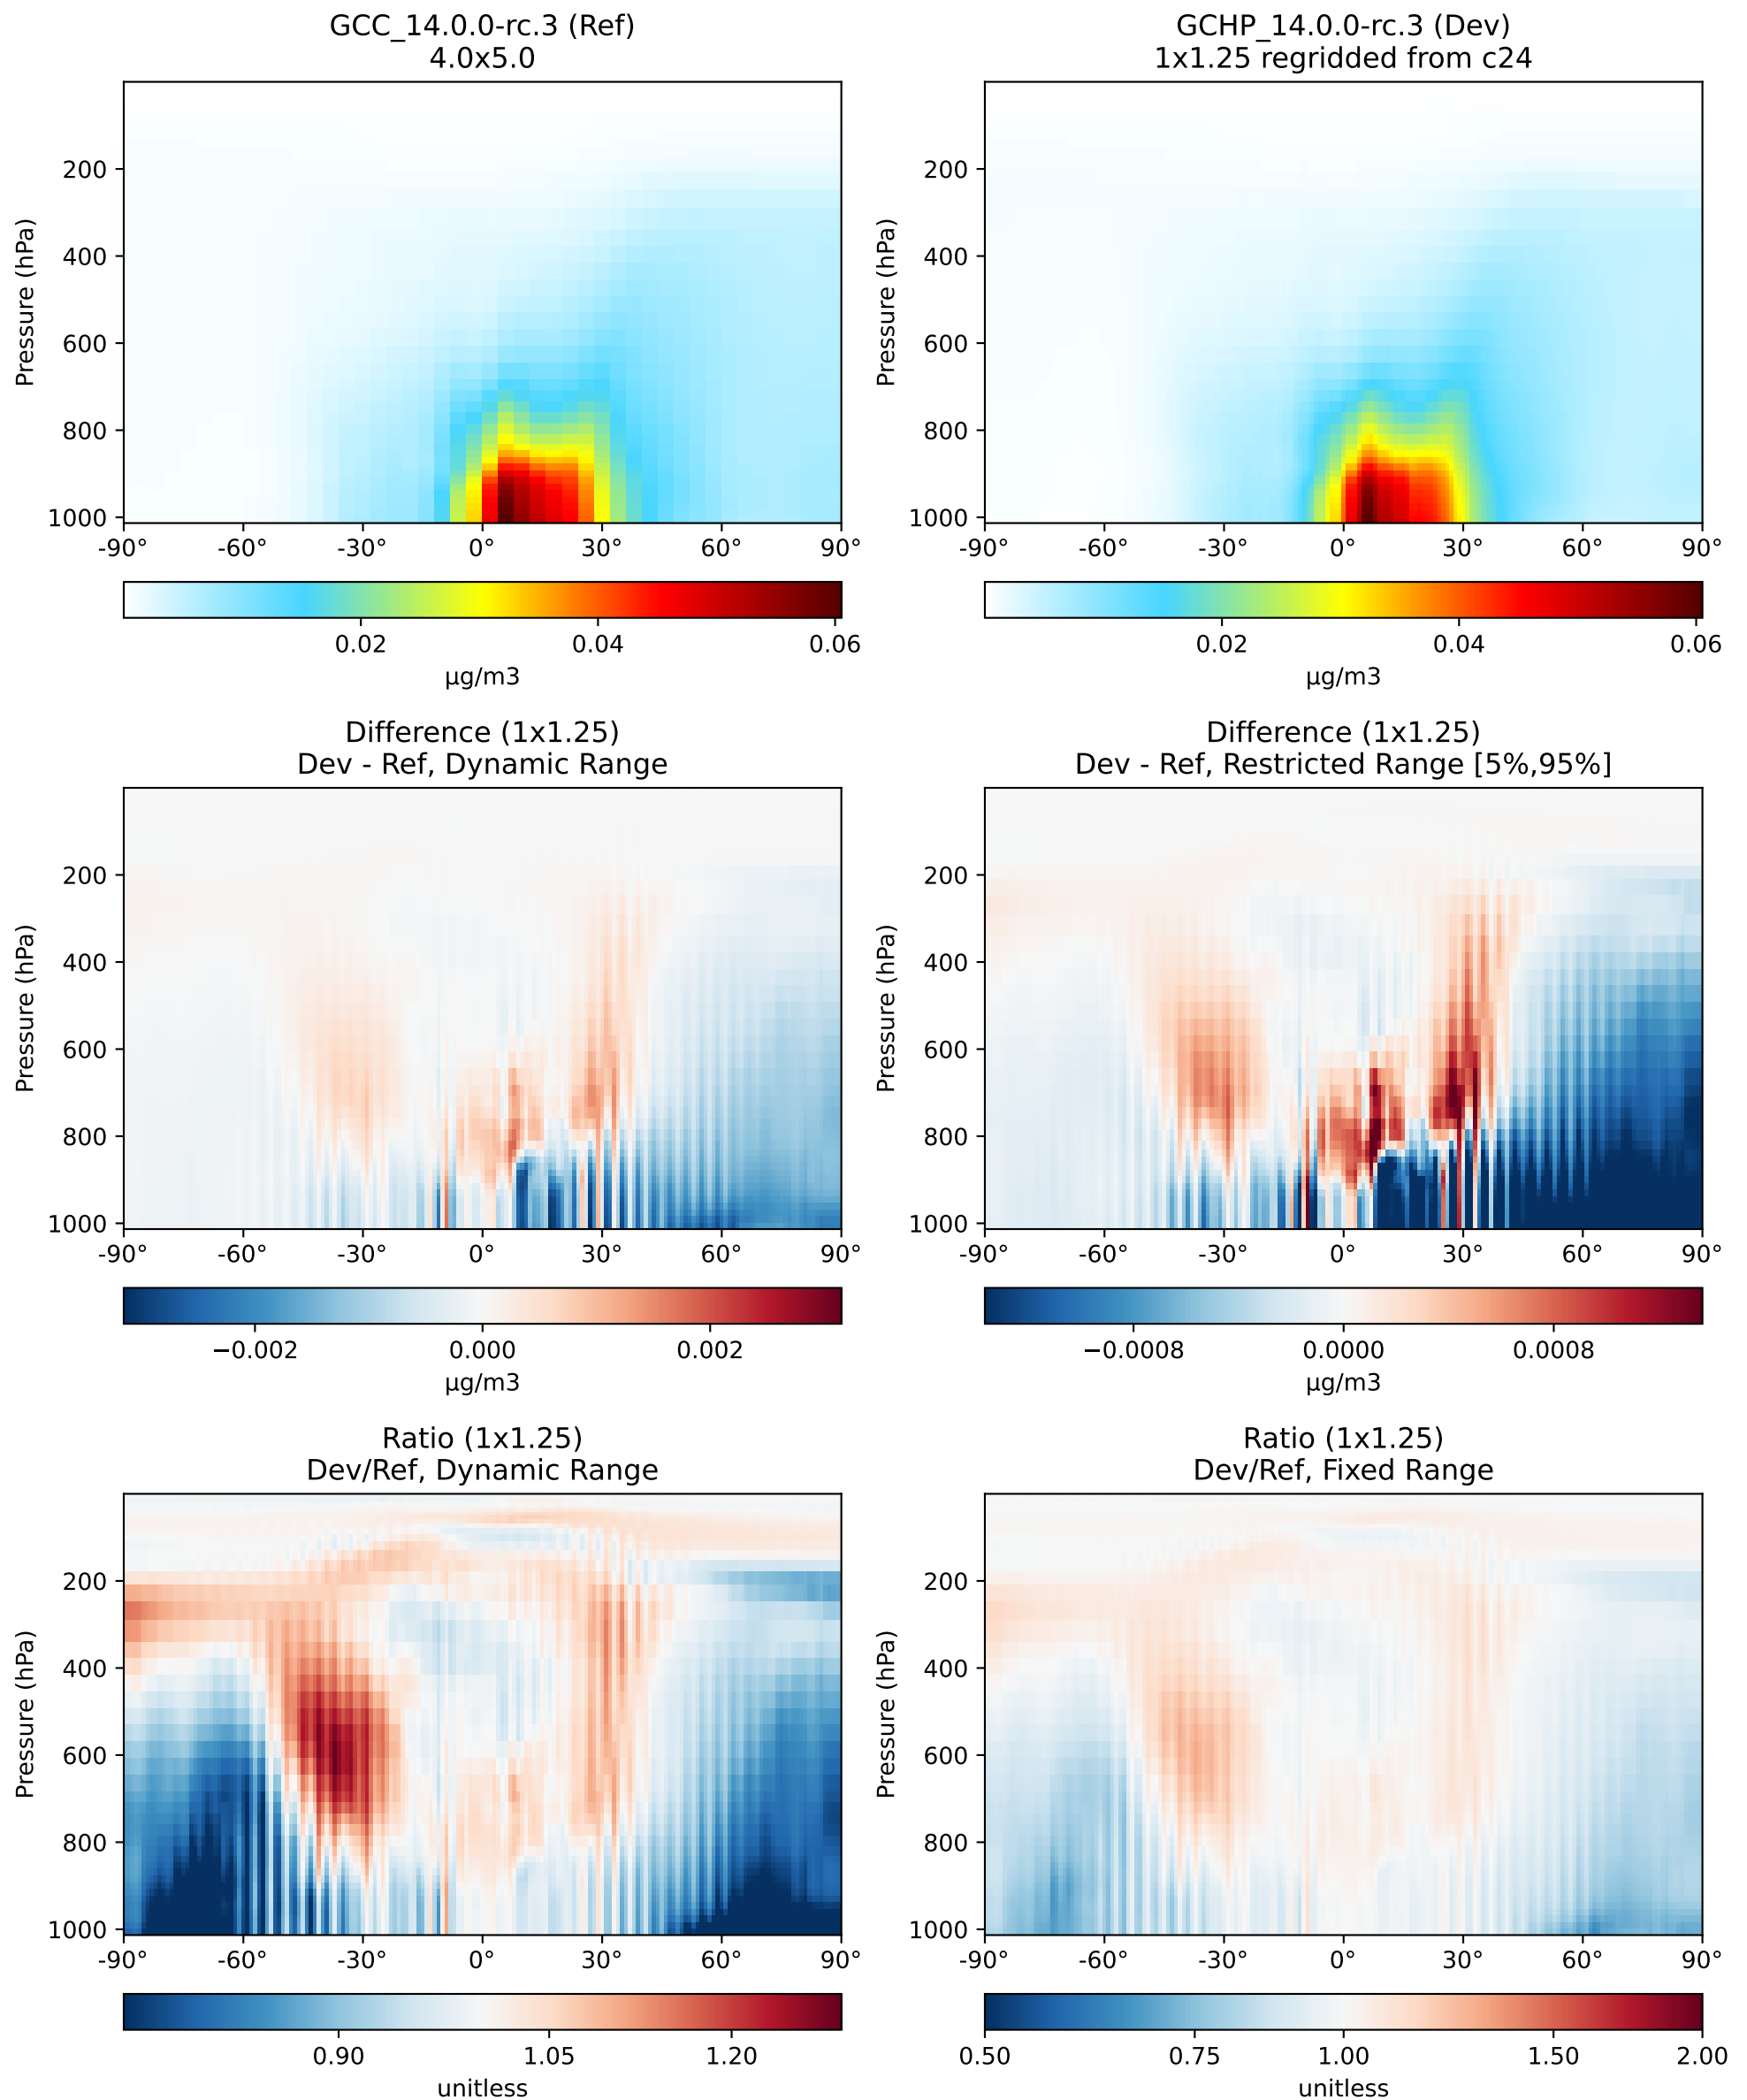 GCC_14.0.0-rc.3 (Ref)
4.0x5.0
Pressure (hPa)
200
400
600
800
1000
-90° -60° -30° 0° 30° 60° 90°
0.02 0.04 0.06
μg/m3
GCHP_14.0.0-rc.3 (Dev)
1x1.25 regridded from c24
Pressure (hPa)
200
400
600
800
1000
-90° -60° -30° 0° 30° 60° 90°
0.02 0.04 0.06
μg/m3
Difference (1x1.25)
Dev - Ref, Dynamic Range
Pressure (hPa)
200
400
600
800
1000
-90° -60° -30° 0° 30° 60° 90°
−0.002 0.000 0.002
μg/m3
Difference (1x1.25)
Dev - Ref, Restricted Range [5%,95%]
Pressure (hPa)
200
400
600
800
1000
-90° -60° -30° 0° 30° 60° 90°
−0.0008 0.0000 0.0008
μg/m3
Ratio (1x1.25)
Dev/Ref, Dynamic Range
Pressure (hPa)
200
400
600
800
1000
-90° -60° -30° 0° 30° 60° 90°
0.90 1.05 1.20
unitless
Ratio (1x1.25)
Dev/Ref, Fixed Range
Pressure (hPa)
200
400
600
800
1000
-90° -60° -30° 0° 30° 60° 90°
0.50 0.75 1.00 1.50 2.00
unitless